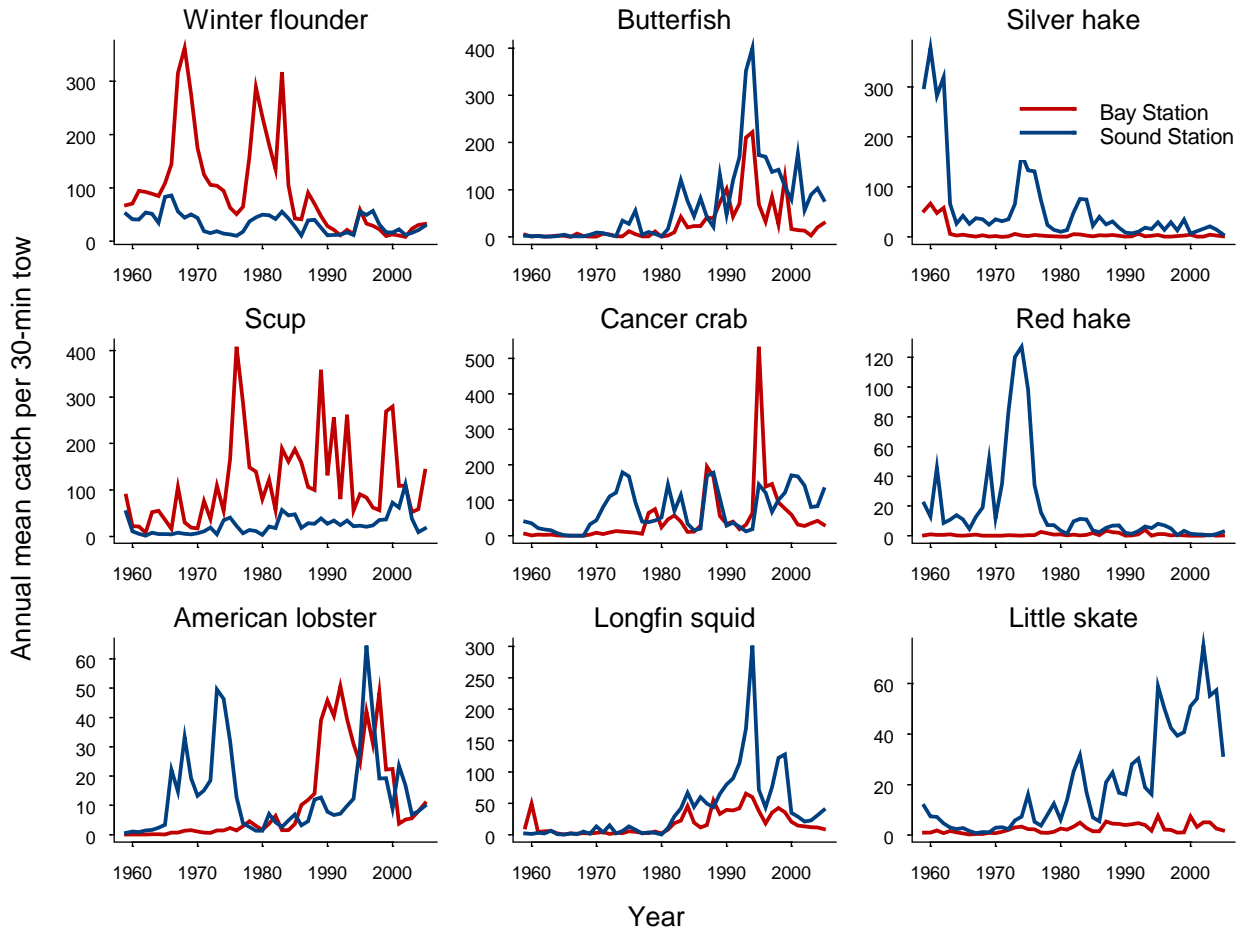 Winter flounder
Butterfish
Silver hake
300
200
100
0
1960 1970 1980 1990 2000
400
300
200
100
0
1960 1970 1980 1990 2000
300
200
100
0
1960 1970 1980 1990 2000
Bay Station
Sound Station
Scup
Cancer crab
Red hake
400
300
200
100
0
1960 1970 1980 1990 2000
500
400
300
200
100
0
1960 1970 1980 1990 2000
120
100
80
60
40
20
0
1960 1970 1980 1990 2000
American lobster
Longfin squid
Little skate
60
50
40
30
20
10
0
1960 1970 1980 1990 2000
300
250
200
150
100
50
0
1960 1970 1980 1990 2000
60
40
20
0
1960 1970 1980 1990 2000
Annual mean catch per 30-min tow
Year